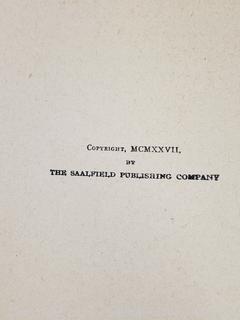 Copyright, MCMXXVII,
BY
THE SAALFIELD PUBLISHING COMPANY